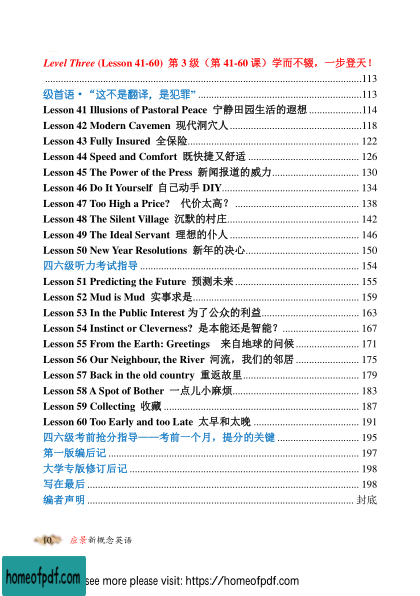 Level Three (Lesson 41-60) 第 3 级（第 41-60 课）学而不辍，一步登天！
........................................................................................................................113
级首语·“这不是翻译，是犯罪” ..............................................................113
Lesson 41 Illusions of Pastoral Peace 宁静田园生活的遐想 ....................114
Lesson 42 Modern Cavemen 现代洞穴人 ..................................................118
Lesson 43 Fully Insured 全保险................................................................. 122
Lesson 44 Speed and Comfort 既快捷又舒适 .......................................... 126
Lesson 45 The Power of the Press 新闻报道的威力................................. 130
Lesson 46 Do It Yourself 自己动手 DIY.................................................... 134
Lesson 47 Too High a Price? 代价太高？ ............................................... 138
Lesson 48 The Silent Village 沉默的村庄.................................................. 142
Lesson 49 The Ideal Servant 理想的仆人 ................................................. 146
Lesson 50 New Year Resolutions 新年的决心........................................... 150
四六级听力考试指导 ................................................................................... 154
Lesson 51 Predicting the Future 预测未来 ............................................... 155
Lesson 52 Mud is Mud 实事求是............................................................... 159
Lesson 53 In the Public Interest 为了公众的利益..................................... 163
Lesson 54 Instinct or Cleverness? 是本能还是智能？............................. 167
Lesson 55 From the Earth: Greetings 来自地球的问候 ........................ 171
Lesson 56 Our Neighbour, the River 河流，我们的邻居 ........................ 175
Lesson 57 Back in the old country 重返故里............................................ 179
Lesson 58 A Spot of Bother 一点儿小麻烦................................................ 183
Lesson 59 Collecting 收藏 .......................................................................... 187
Lesson 60 Too Early and too Late 太早和太晚 ........................................ 191
四六级考前抢分指导——考前一个月，提分的关键 ............................... 195
第一版编后记 ............................................................................................... 197
大学专版修订后记 ....................................................................................... 198
写在最后 ....................................................................................................... 198
编者声明 ..................................................................................................... 封底
10 应景新概念英语
homeofpdf.com
see more please visit: https://homeofpdf.com